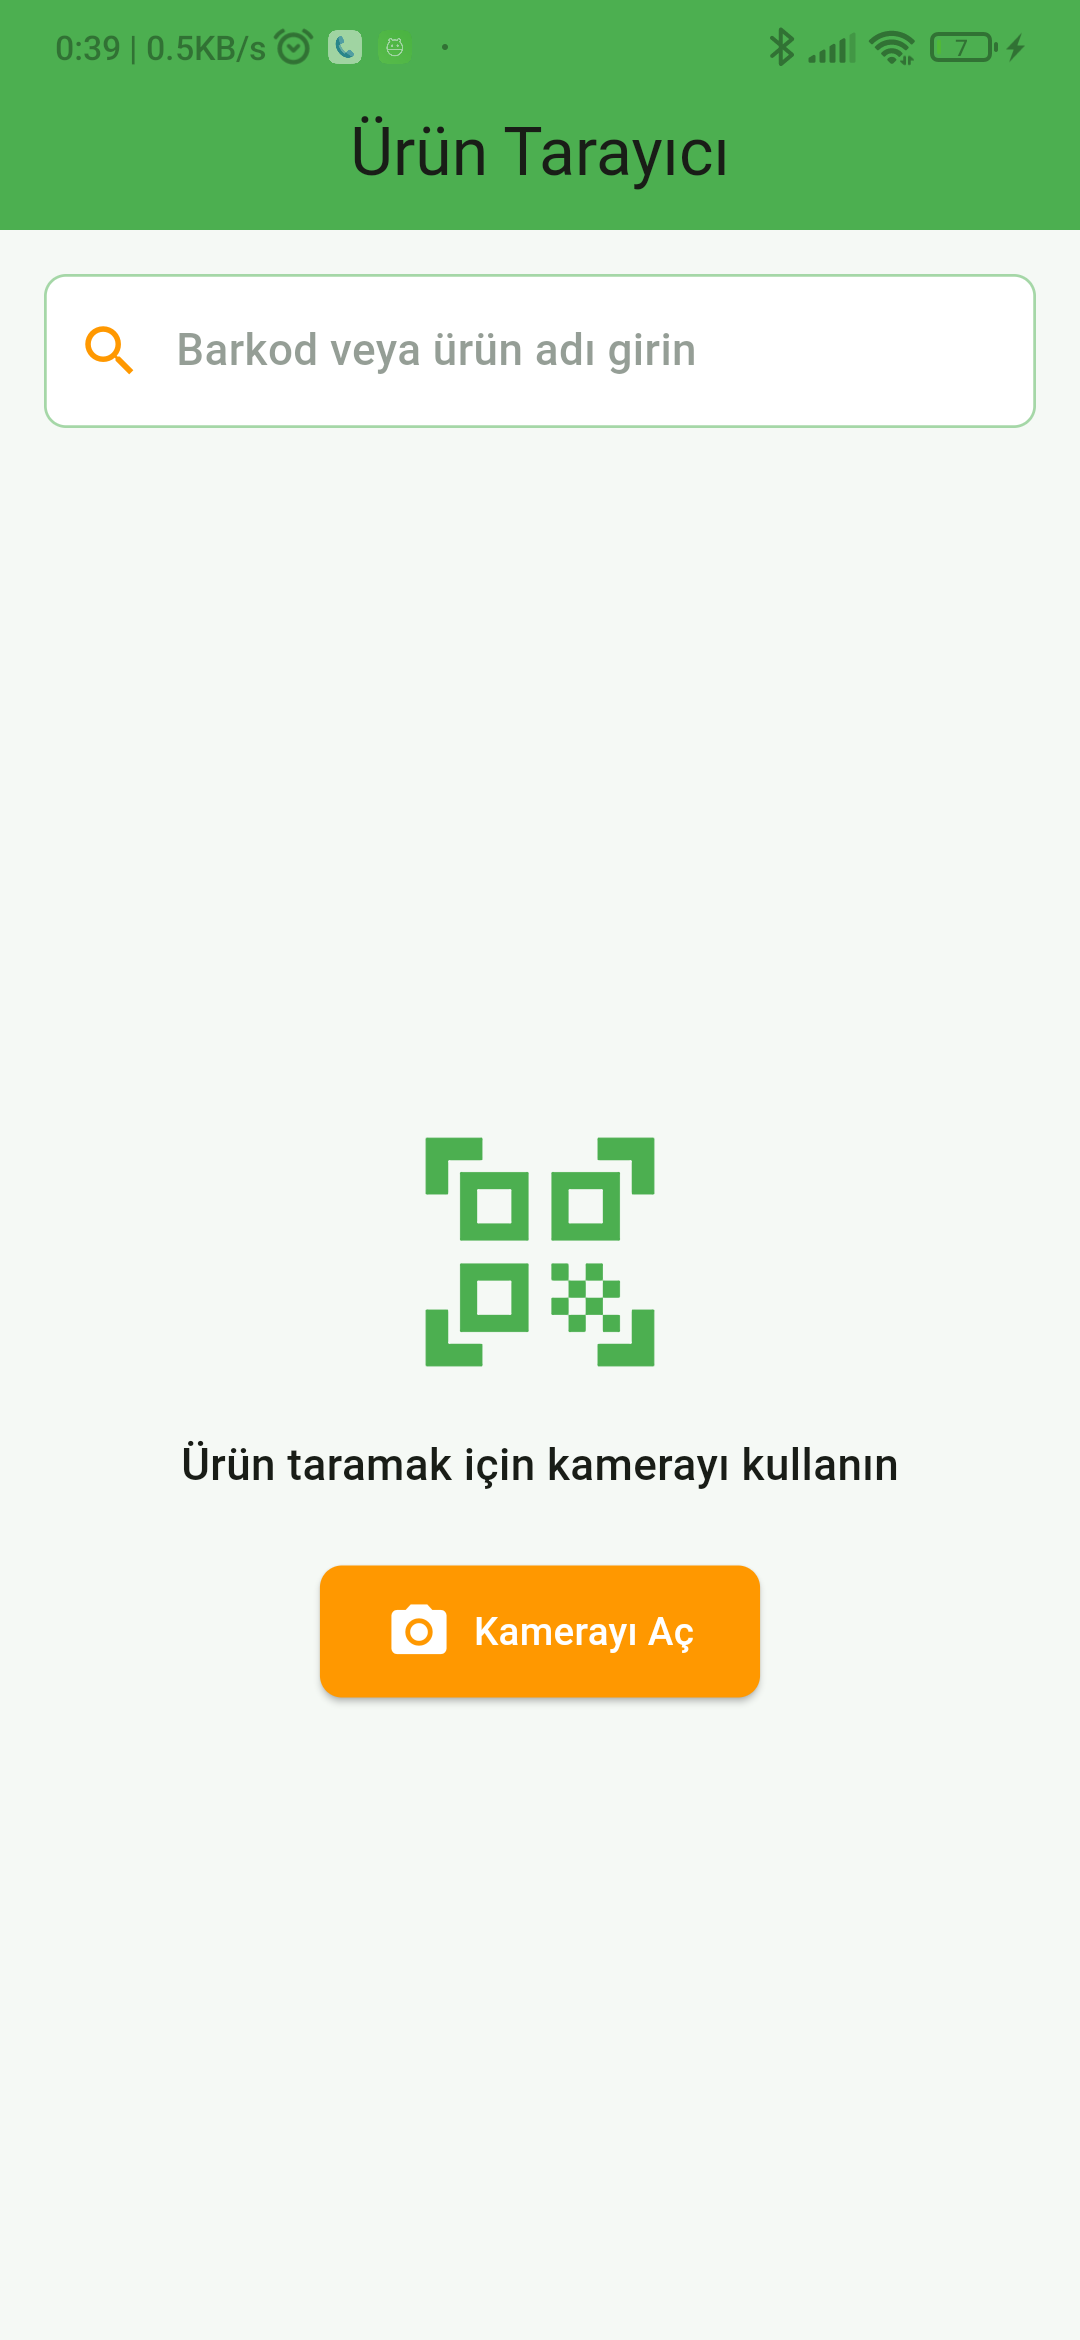 0:39 | 0.5KB/s
7
Ürün Tarayıcı
Barkod veya ürün adı girin
Ürün taramak için kamerayı kullanın
Kamerayı Aç